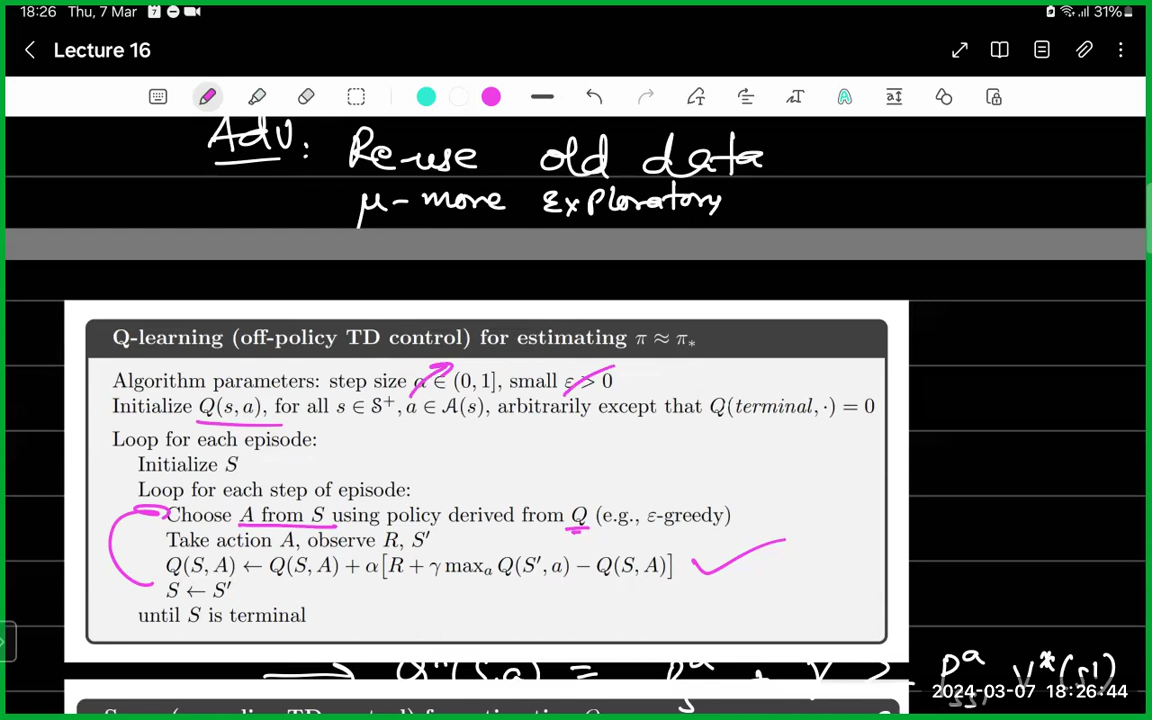 18:26 Thu, 7 Mar 31%
Lecture 16
Adv: Re-use old data
μ - more Exploratory
Q-learning (off-policy TD control) for estimating π ≈ π*
Algorithm parameters: step size α ∈ (0, 1], small ε > 0
Initialize Q(s, a), for all s ∈ S⁺, a ∈ A(s), arbitrarily except that Q(terminal, ·) = 0
Loop for each episode:
Initialize S
Loop for each step of episode:
Choose A from S using policy derived from Q (e.g., ε-greedy)
Take action A, observe R, S′
Q(S, A) ← Q(S, A) + α[R + γ maxₐ Q(S′, a) − Q(S, A)]
S ← S′
until S is terminal
2024-03-07 18:26:44